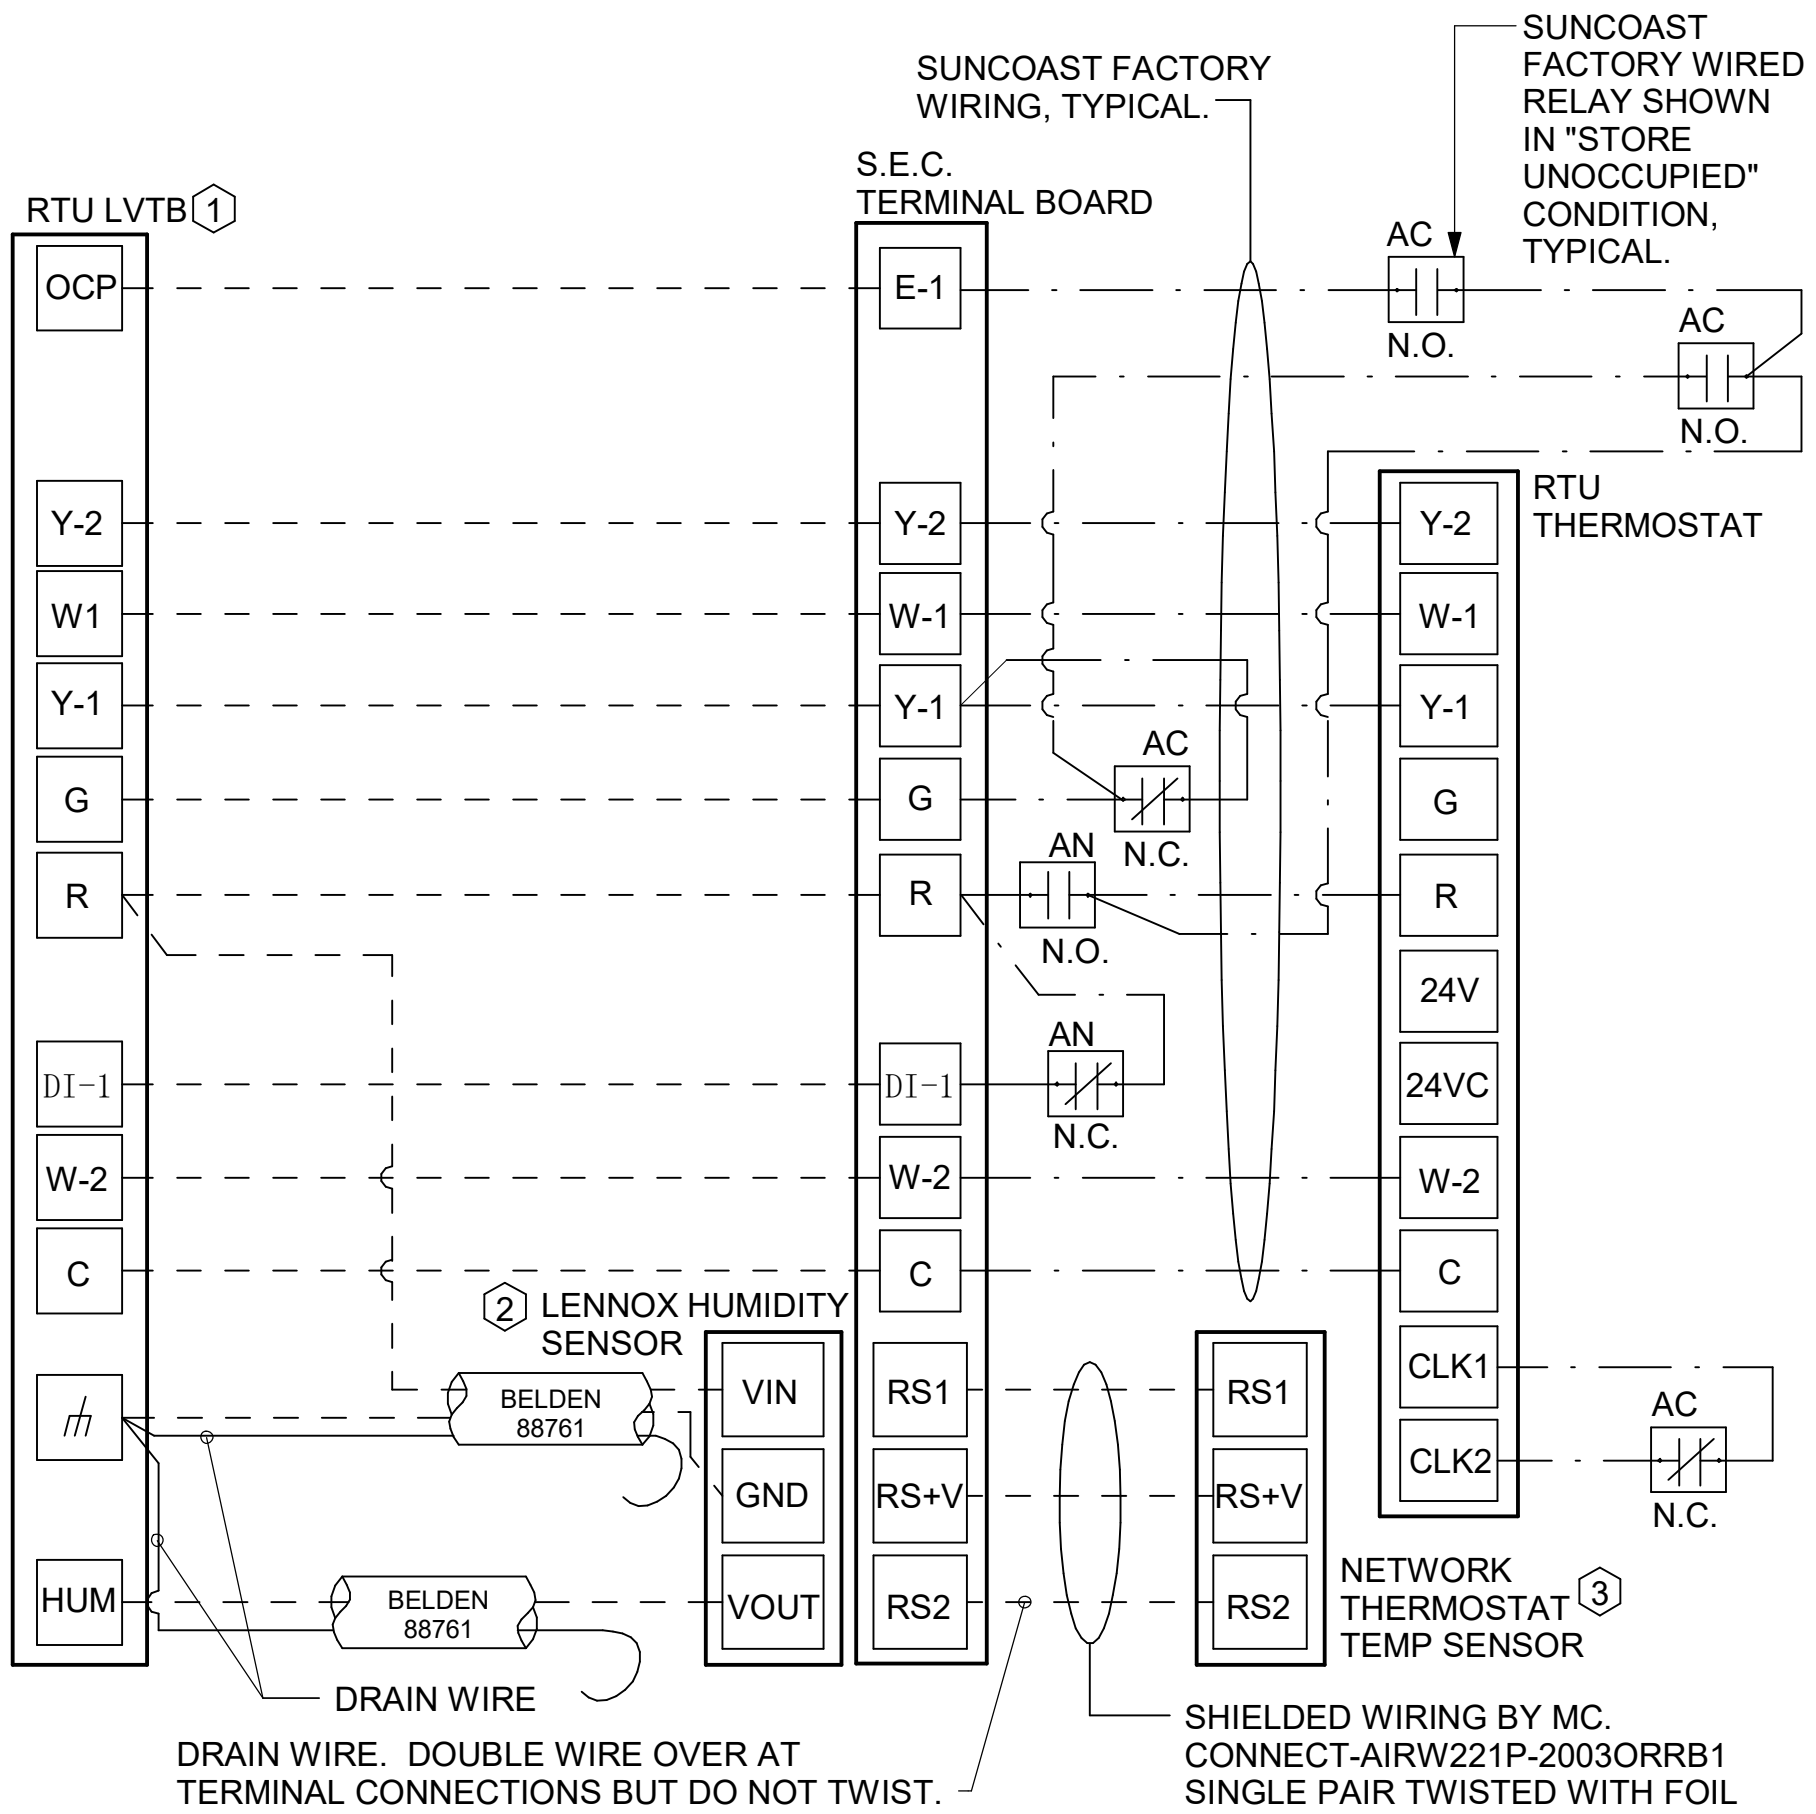 SUNCOAST
FACTORY WIRED
RELAY SHOWN
IN "STORE
UNOCCUPIED"
CONDITION,
TYPICAL.
SUNCOAST FACTORY
WIRING, TYPICAL.
S.E.C.
TERMINAL BOARD
RTU LVTB 1
OCP
E-1
AC
N.O.
AC
N.O.
RTU
THERMOSTAT
Y-2
Y-2
Y-2
W1
W-1
W-1
Y-1
Y-1
Y-1
AC
N.C.
G
G
G
AN
N.O.
R
R
R
24V
AN
N.C.
DI-1
DI-1
24VC
W-2
W-2
W-2
C
C
C
2 LENNOX HUMIDITY
SENSOR
BELDEN
88761
VIN
RS1
RS1
CLK1
AC
N.C.
CLK2
GND
RS+V
RS+V
HUM
BELDEN
88761
VOUT
RS2
RS2
NETWORK
THERMOSTAT 3
TEMP SENSOR
DRAIN WIRE
DRAIN WIRE. DOUBLE WIRE OVER AT
TERMINAL CONNECTIONS BUT DO NOT TWIST.
SHIELDED WIRING BY MC.
CONNECT-AIRW221P-2003ORRB1
SINGLE PAIR TWISTED WITH FOIL